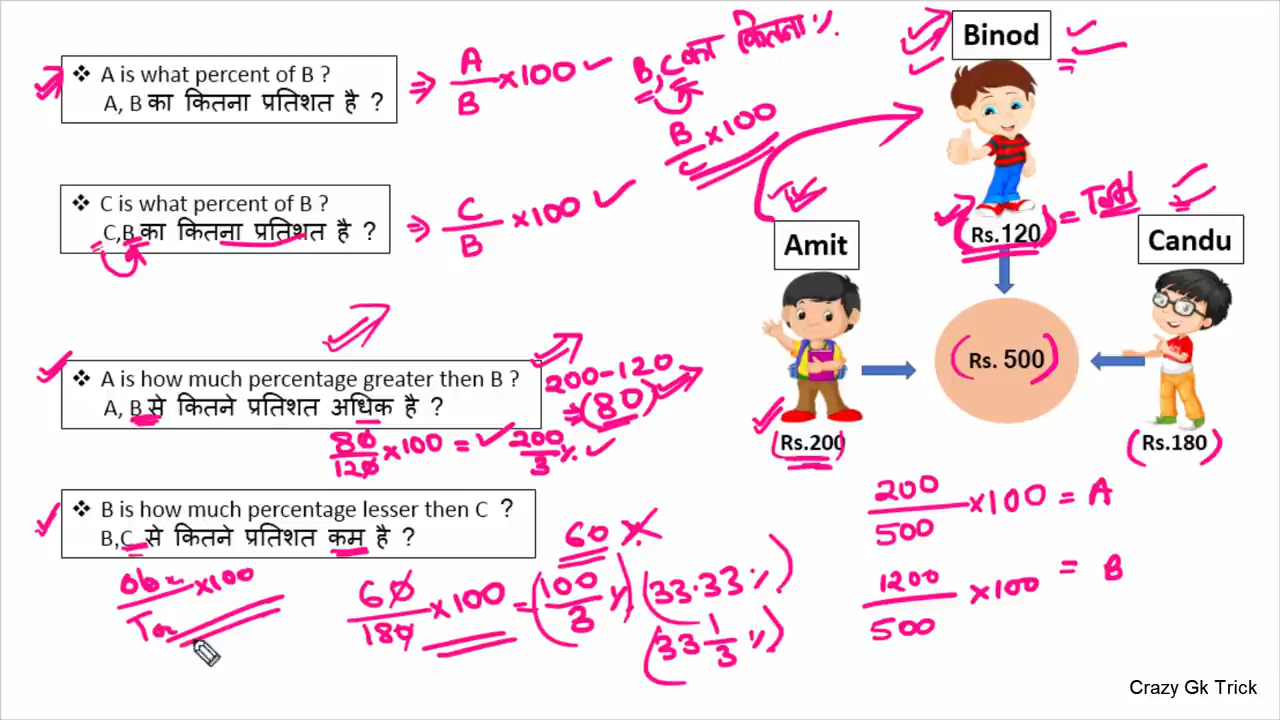 ❖ A is what percent of B ?
A, B का कितना प्रतिशत है ?
⇒ A/B ×100
B, C का कितना %.
B/ ×100
Binod
❖ C is what percent of B ?
C,B का कितना प्रतिशत है ?
⇒ C/B ×100
Rs.120 =
Amit
Candu
❖ A is how much percentage greater then B ?
A, B से कितने प्रतिशत अधिक है ?
200-120
⇒ (80)
80/120 ×100 = 200/3 %
Rs. 500
Rs.200
Rs.180
❖ B is how much percentage lesser then C ?
B,C से कितने प्रतिशत कम है ?
60
×100
60/180 ×100 = (100/3 %) (33.33 %)
(33 1/3 %)
200/500 ×100 = A
1200/500 ×100 = B
Crazy Gk Trick